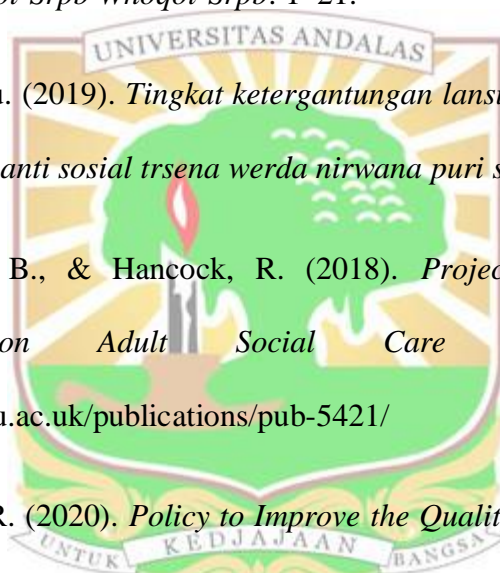 Srpb Whoqol Srpb. 1–21.
UNIVERSITAS ANDALAS
u. (2019). Tingkat ketergantungan lansi
anti sosial trsena werda nirwana puri s
B., & Hancock, R. (2018). Projec
on Adult Social Care
u.ac.uk/publications/pub-5421/
R. (2020). Policy to Improve the Qualit
UNTUK KEDJAJAAN BANGSA